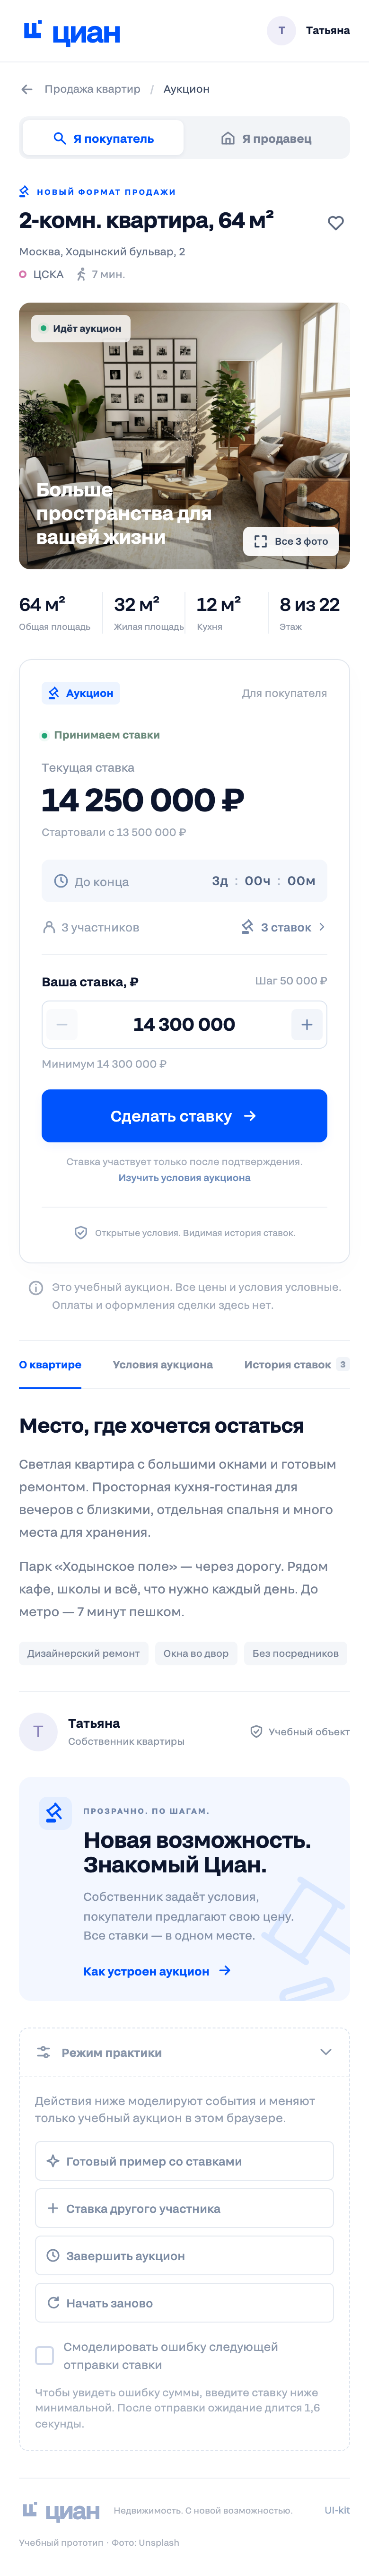 циан
Т Татьяна
Продажа квартир / Аукцион
Я покупатель Я продавец
НОВЫЙ ФОРМАТ ПРОДАЖИ
2-комн. квартира, 64 м²
Москва, Ходынский бульвар, 2
ЦСКА 7 мин.
Идёт аукцион
Больше
пространства для
вашей жизни
Все 3 фото
64 м² 32 м² 12 м² 8 из 22
Общая площадь Жилая площадь Кухня Этаж
Аукцион Для покупателя
Принимаем ставки
Текущая ставка
14 250 000 ₽
Стартовали с 13 500 000 ₽
До конца 3д : 00ч : 00м
3 участников 3 ставок
Ваша ставка, ₽ Шаг 50 000 ₽
14 300 000
Минимум 14 300 000 ₽
Сделать ставку
Ставка участвует только после подтверждения.
Изучить условия аукциона
Открытые условия. Видимая история ставок.
Это учебный аукцион. Все цены и условия условные.
Оплаты и оформления сделки здесь нет.
О квартире Условия аукциона История ставок 3
Место, где хочется остаться
Светлая квартира с большими окнами и готовым
ремонтом. Просторная кухня-гостиная для
вечеров с близкими, отдельная спальня и много
места для хранения.
Парк «Ходынское поле» — через дорогу. Рядом
кафе, школы и всё, что нужно каждый день. До
метро — 7 минут пешком.
Дизайнерский ремонт Окна во двор Без посредников
Т Татьяна
Собственник квартиры
Учебный объект
ПРОЗРАЧНО. ПО ШАГАМ.
Новая возможность.
Знакомый Циан.
Собственник задаёт условия,
покупатели предлагают свою цену.
Все ставки — в одном месте.
Как устроен аукцион
Режим практики
Действия ниже моделируют события и меняют
только учебный аукцион в этом браузере.
Готовый пример со ставками
Ставка другого участника
Завершить аукцион
Начать заново
Смоделировать ошибку следующей
отправки ставки
Чтобы увидеть ошибку суммы, введите ставку ниже
минимальной. После отправки ожидание длится 1,6
секунды.
циан Недвижимость. С новой возможностью. UI-kit
Учебный прототип · Фото: Unsplash